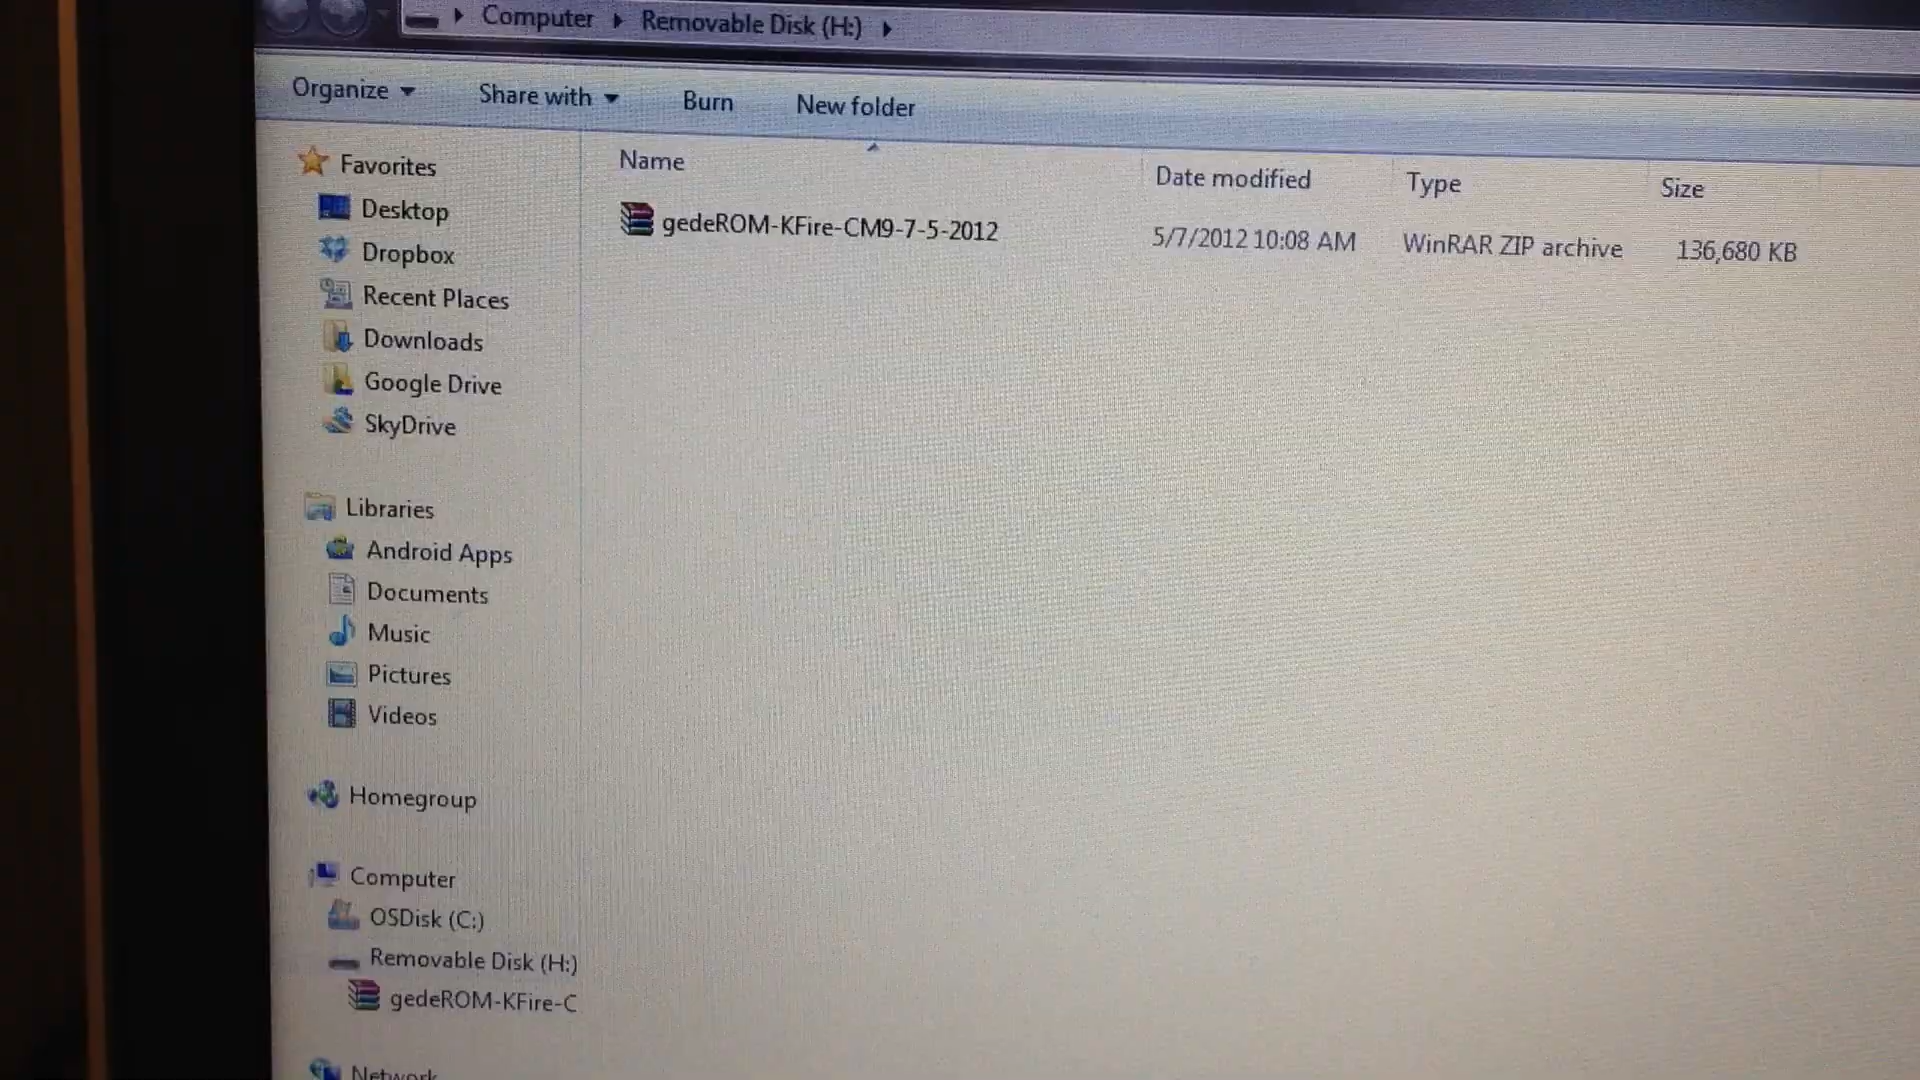 Computer
Removable Disk (H:)
Organize
Share with
Burn
New folder
Name
Date modified
Type
Size
gedeROM-KFire-CM9-7-5-2012
5/7/2012 10:08 AM
WinRAR ZIP archive
136,680 KB
Favorites
Desktop
Dropbox
Recent Places
Downloads
Google Drive
SkyDrive
Libraries
Android Apps
Documents
Music
Pictures
Videos
Homegroup
Computer
OSDisk (C:)
Removable Disk (H:)
gedeROM-KFire-C
Network